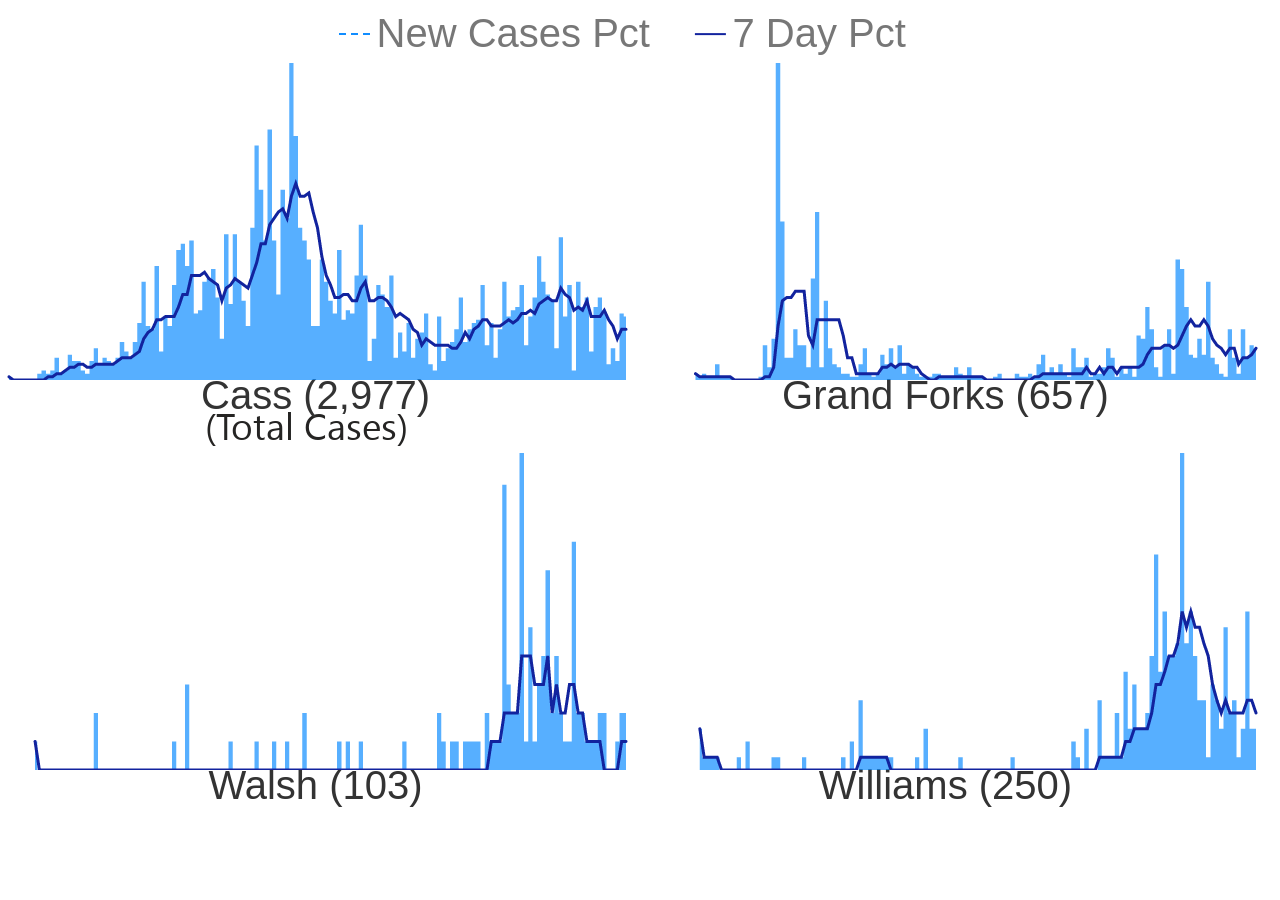 New Cases Pct 7 Day Pct
Cass (2,977)
(Total Cases)
Grand Forks (657)
Walsh (103)
Williams (250)